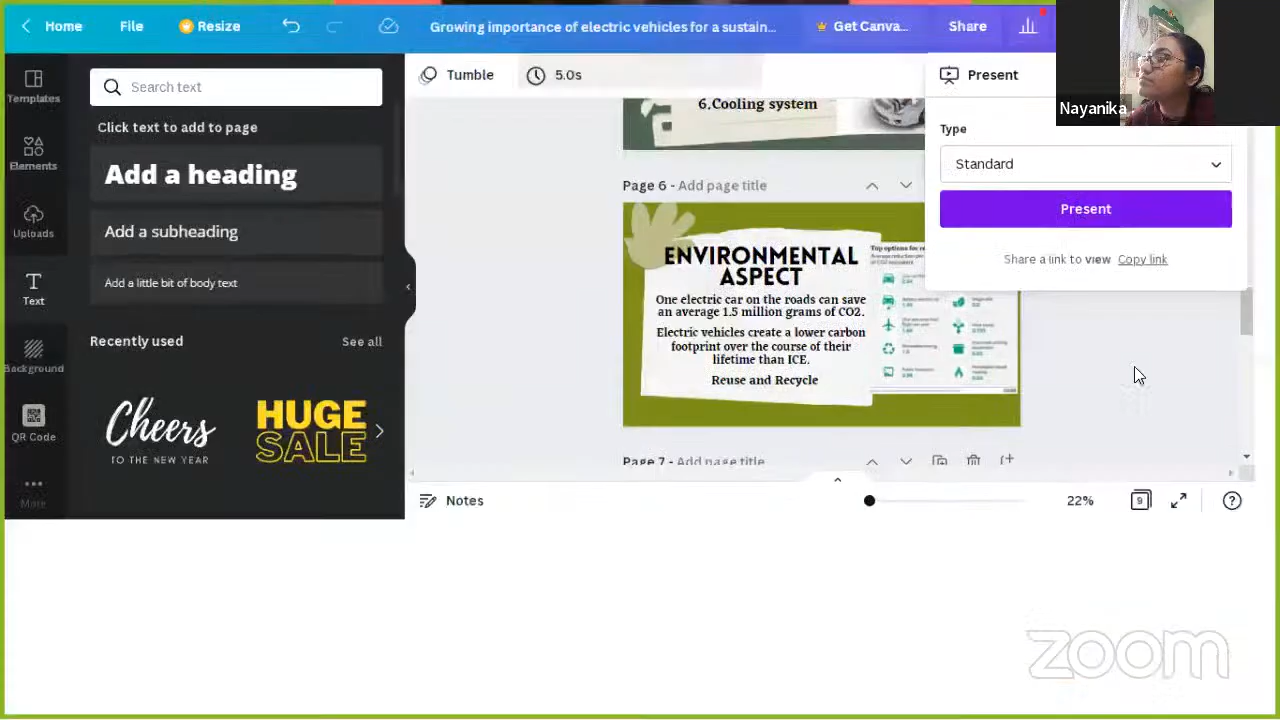 Home
File
Resize
Growing importance of electric vehicles for a sustain...
Get Canva...
Share
Nayanika
Templates
Elements
Uploads
Text
Background
QR Code
More
Search text
Click text to add to page
Add a heading
Add a subheading
Add a little bit of body text
Recently used
See all
Cheers
TO THE NEW YEAR
HUGE
SALE
Tumble
5.0s
6.Cooling system
Page 6 - Add page title
ENVIRONMENTAL
ASPECT
One electric car on the roads can save
an average 1.5 million grams of CO2.
Electric vehicles create a lower carbon
footprint over the course of their
lifetime than ICE.
Reuse and Recycle
Top options for
Page 7 - Add page title
Present
Type
Standard
Present
Share a link to view Copy link
Notes
22%
9
zoom